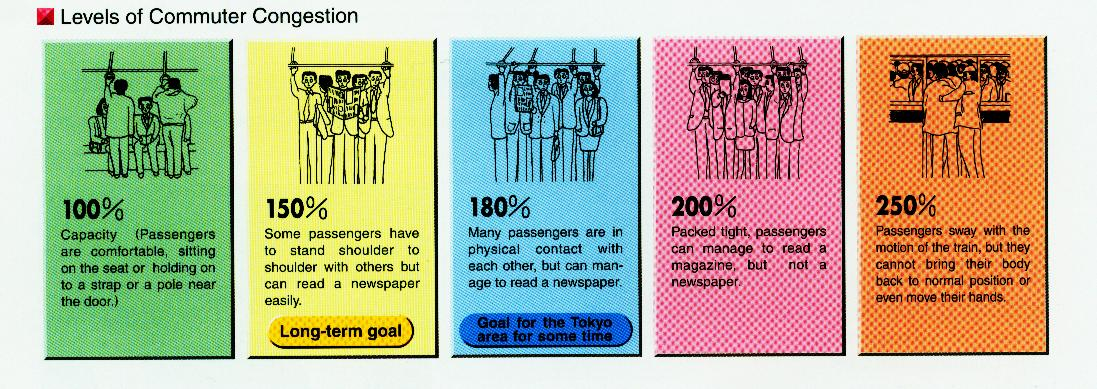 Levels of Commuter Congestion
100%
Capacity (Passengers
are comfortable, sitting
on the seat or holding on
to a strap or a pole near
the door.)
150%
Some passengers have
to stand shoulder to
shoulder with others but
can read a newspaper
easily.
Long-term goal
180%
Many passengers are in
physical contact with
each other, but can man-
age to read a newspaper.
Goal for the Tokyo
area for some time
200%
Packed tight, passengers
can manage to read a
magazine, but not a
newspaper.
250%
Passengers sway with the
motion of the train, but they
cannot bring their body
back to normal position or
even move their hands.